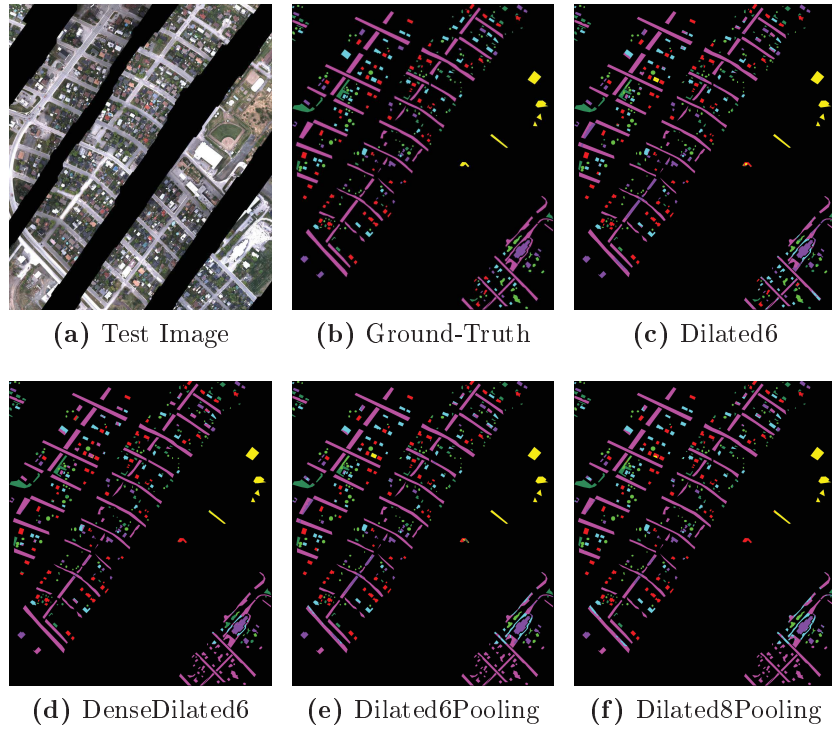 (a) Test Image
(b) Ground-Truth
(c) Dilated6
(d) DenseDilated6
(e) Dilated6Pooling
(f) Dilated8Pooling